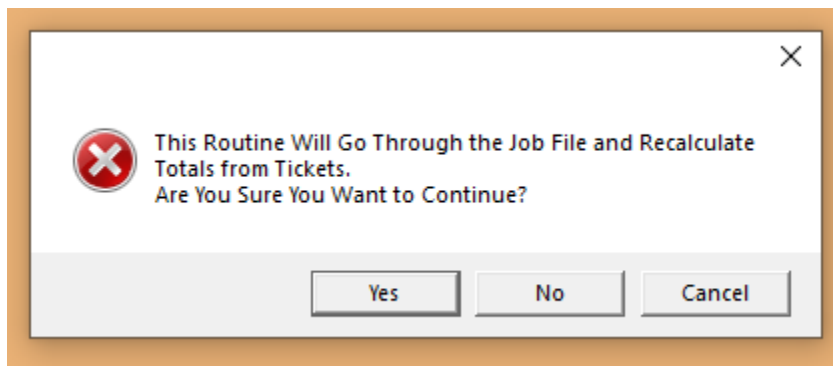 This Routine Will Go Through the Job File and Recalculate
Totals from Tickets.
Are You Sure You Want to Continue?
Yes No Cancel